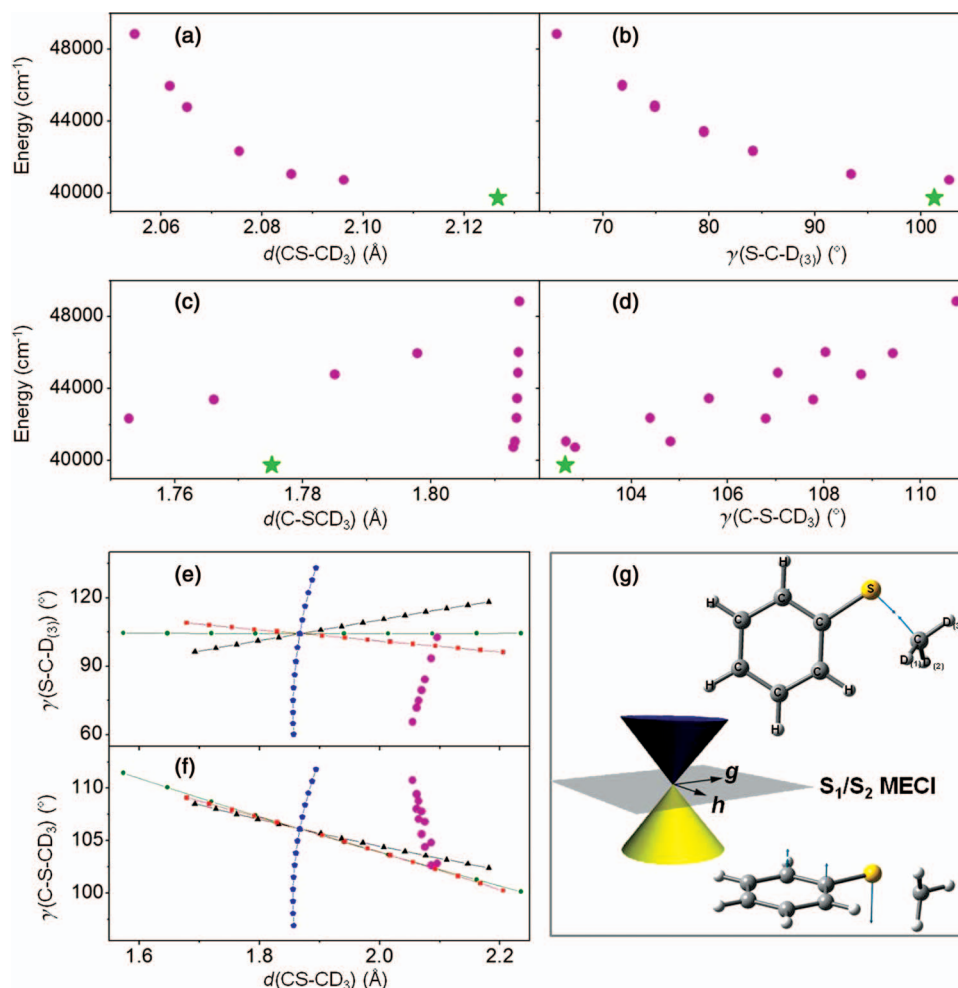 (a)
(b)
Energy (cm⁻¹)
48000
44000
40000
2.06
2.08
2.10
2.12
70
80
90
100
d(CS-CD₃) (Å)
γ(S-C-D₍₃₎) (°)
(c)
(d)
Energy (cm⁻¹)
48000
44000
40000
1.76
1.78
1.80
104
106
108
110
d(C-SCD₃) (Å)
γ(C-S-CD₃) (°)
(e)
γ(S-C-D₍₃₎) (°)
120
90
60
(f)
γ(C-S-CD₃) (°)
110
105
100
1.6
1.8
2.0
2.2
d(CS-CD₃) (Å)
(g)
H
S
H
C
C
C
D₍₃
C
C
C
C
D₍₁₎
D₍₂₎
H
H
H
g
h
S₁/S₂ MECI